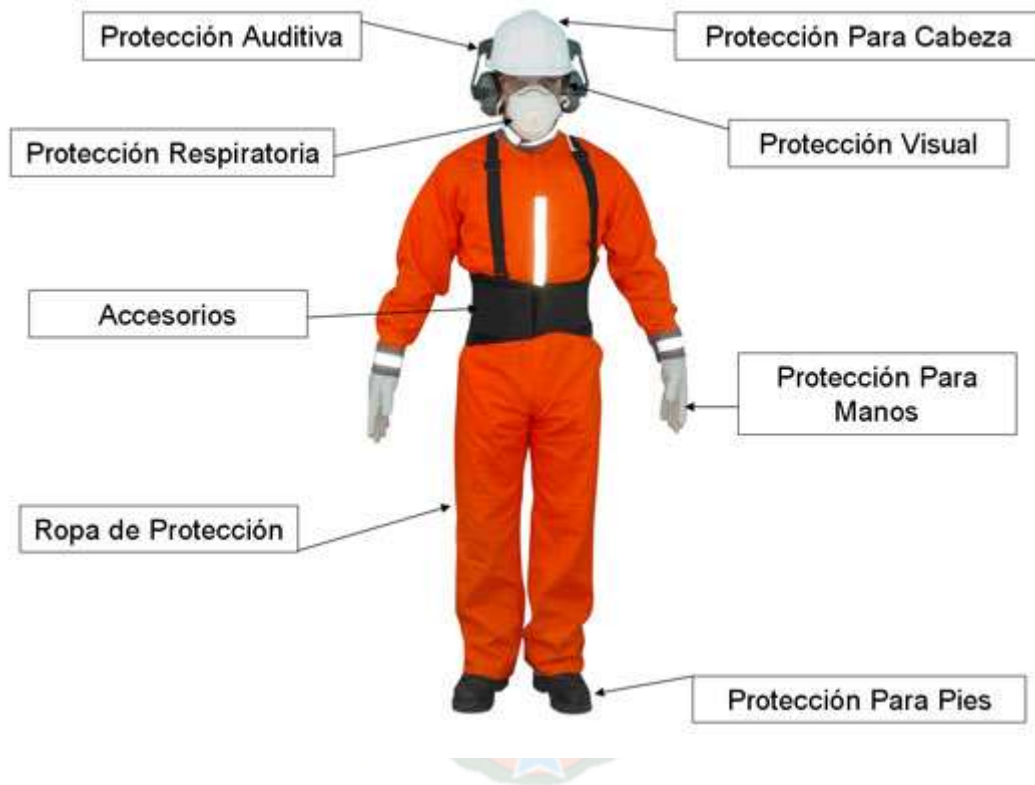 Protección Auditiva
Protección Para Cabeza
Protección Respiratoria
Protección Visual
Accesorios
Protección Para
Manos
Ropa de Protección
Protección Para Pies